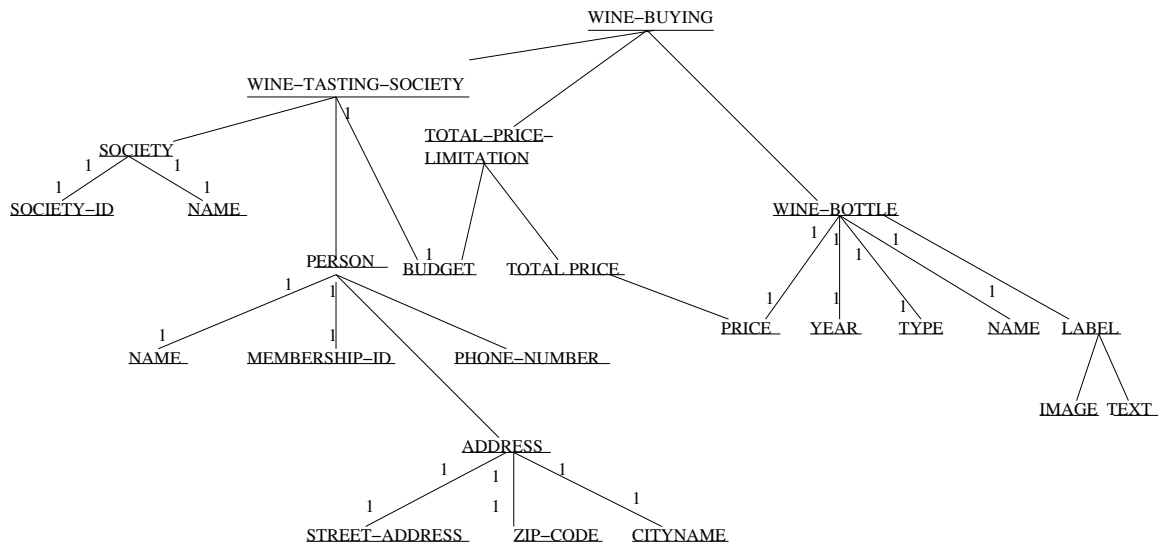 WINE–BUYING
WINE–TASTING–SOCIETY
1
TOTAL–PRICE–
LIMITATION
SOCIETY
1 1
1 1
SOCIETY–ID NAME
WINE–BOTTLE
1 1 1 1
1
PERSON
BUDGET TOTAL PRICE
1 1
1 1 1 1
PRICE YEAR TYPE NAME LABEL
1 1
NAME MEMBERSHIP–ID PHONE–NUMBER
IMAGE TEXT
ADDRESS
1 1 1
1 1 1
STREET–ADDRESS ZIP–CODE CITYNAME